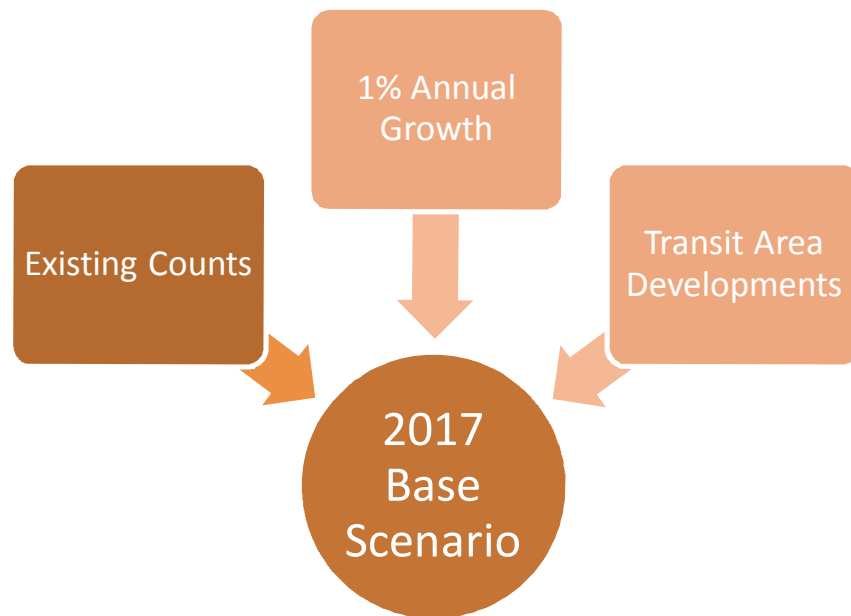 1% Annual
Growth
Existing Counts
Transit Area
Developments
2017
Base
Scenario